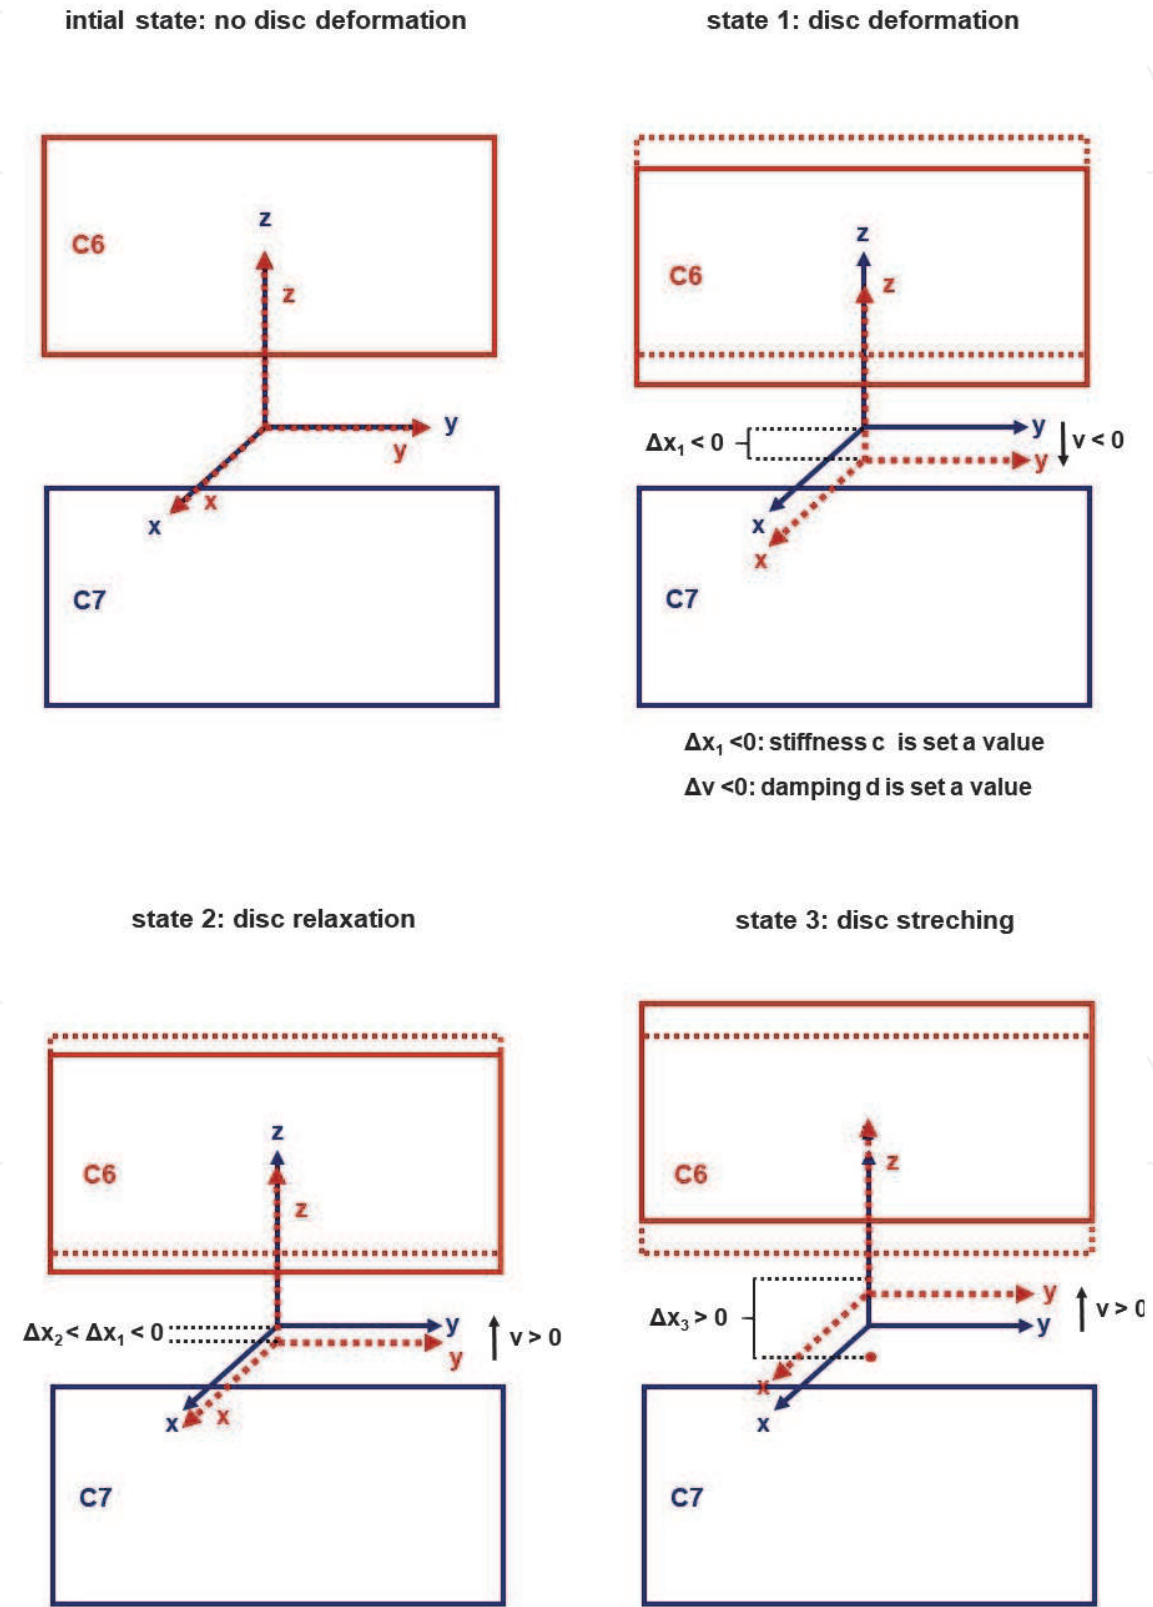 intial state: no disc deformation
state 1: disc deformation
z
C6
z
y
y
x
x
C7
z
C6
z
Δx₁ < 0
y
v < 0
y
x
x
C7
Δx₁ <0: stiffness c is set a value
Δv <0: damping d is set a value
state 2: disc relaxation
state 3: disc streching
z
C6
z
Δx₂ < Δx₁ < 0
y
v > 0
y
x
x
C7
C6
z
y
Δx₃ > 0
v > 0
y
x
x
C7